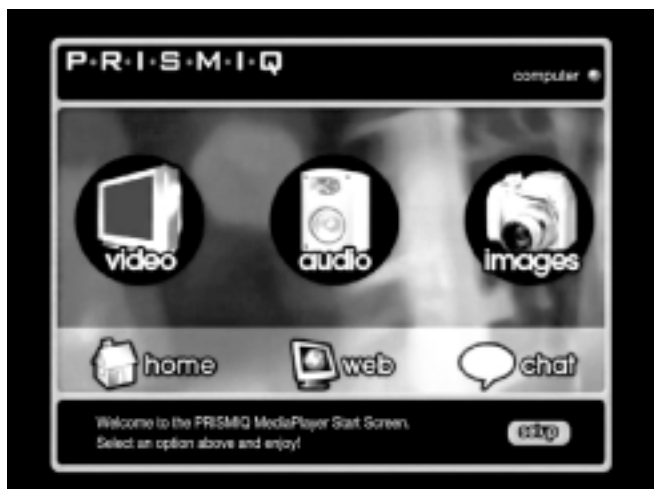 P·R·I·S·M·I·Q
computer
video audio images
home web chat
Welcome to the PRISMIQ MediaPlayer Start Screen.
Select an option above and enjoy!
setup